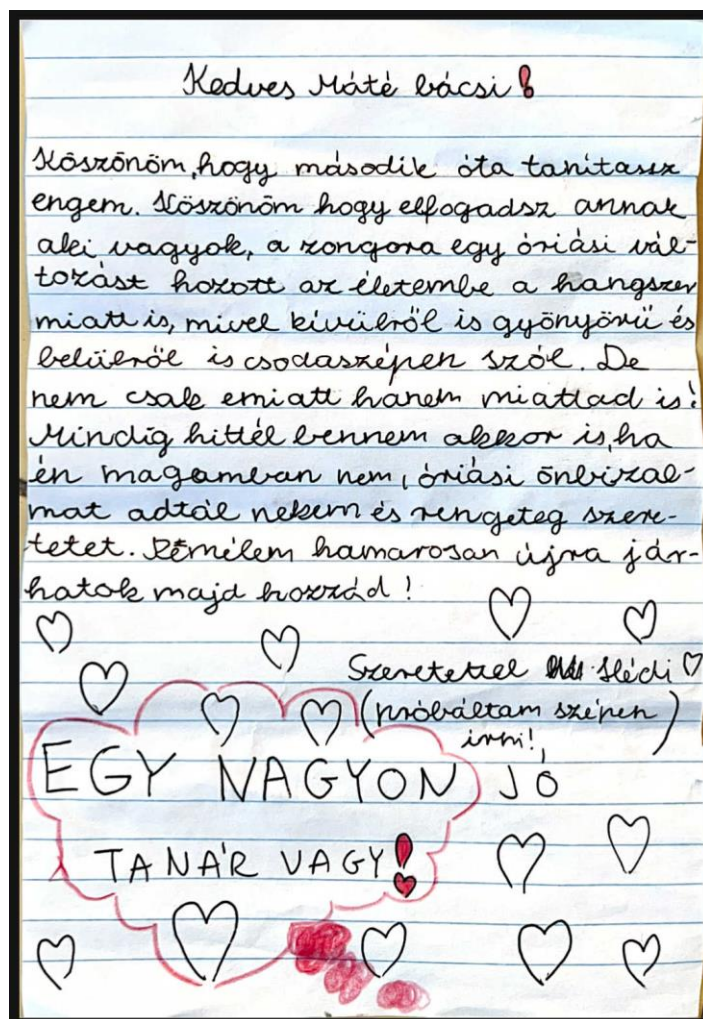 Kedves Máté bácsi!
Köszönöm, hogy második óta tanítassz
engem. Köszönöm hogy elfogadsz annak
aki vagyok, a zongora egy óriási vál-
tozást hozott az életembe a hangszer
miatt is, mivel kívülről is gyönyörű és
belülről is csodaszépen szól. De
nem csak emiatt hanem miattad is!
Mindig hittél bennem akkor is, ha
én magamban nem, óriási önbizal-
mat adtál nekem és rengeteg szere-
tetet. Rémélem hamarosan újra jár-
hatok majd hozzád!
Szeretettel Hédi
(próbáltam szépen
írni!)
EGY NAGYON JÓ
TANÁR VAGY!